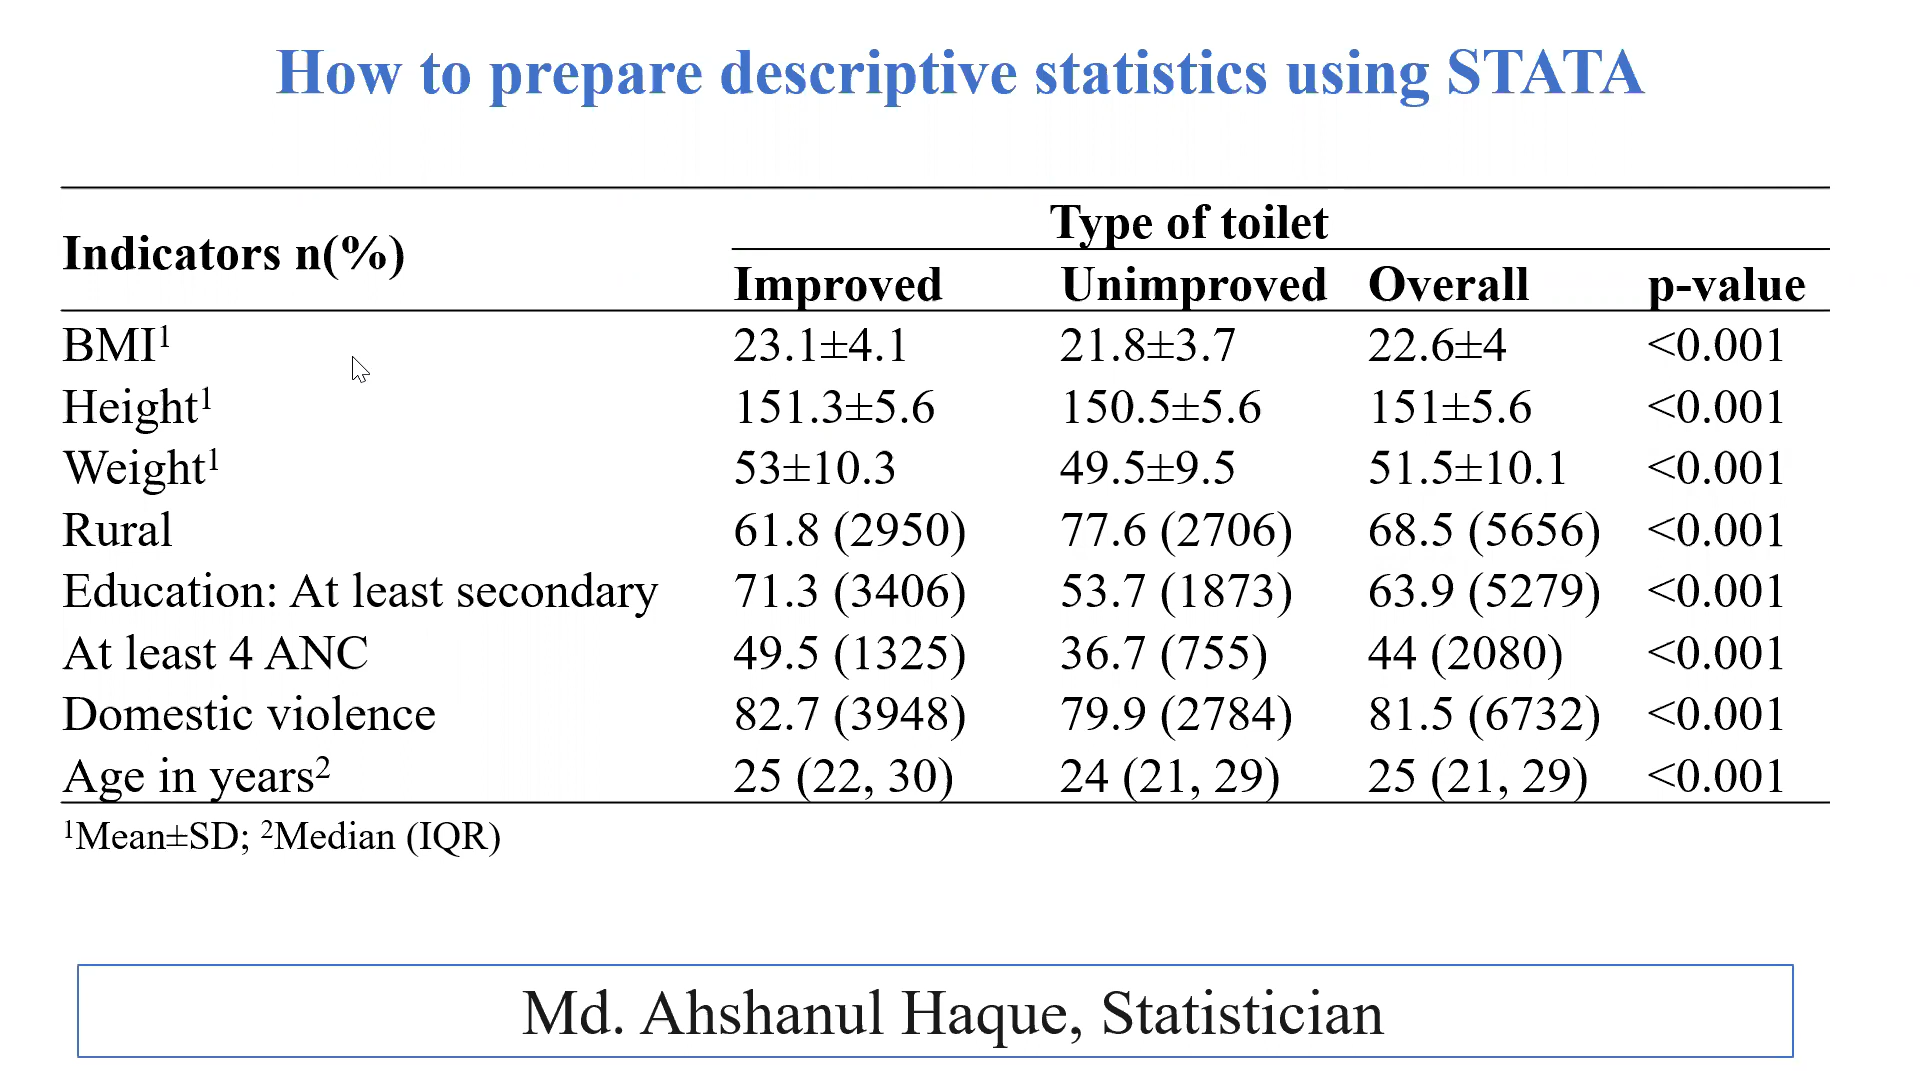 How to prepare descriptive statistics using STATA
Type of toilet
Indicators n(%)
Improved Unimproved Overall p-value
BMI¹ 23.1±4.1 21.8±3.7 22.6±4 <0.001
Height¹ 151.3±5.6 150.5±5.6 151±5.6 <0.001
Weight¹ 53±10.3 49.5±9.5 51.5±10.1 <0.001
Rural 61.8 (2950) 77.6 (2706) 68.5 (5656) <0.001
Education: At least secondary 71.3 (3406) 53.7 (1873) 63.9 (5279) <0.001
At least 4 ANC 49.5 (1325) 36.7 (755) 44 (2080) <0.001
Domestic violence 82.7 (3948) 79.9 (2784) 81.5 (6732) <0.001
Age in years² 25 (22, 30) 24 (21, 29) 25 (21, 29) <0.001
¹Mean±SD; ²Median (IQR)
Md. Ahshanul Haque, Statistician